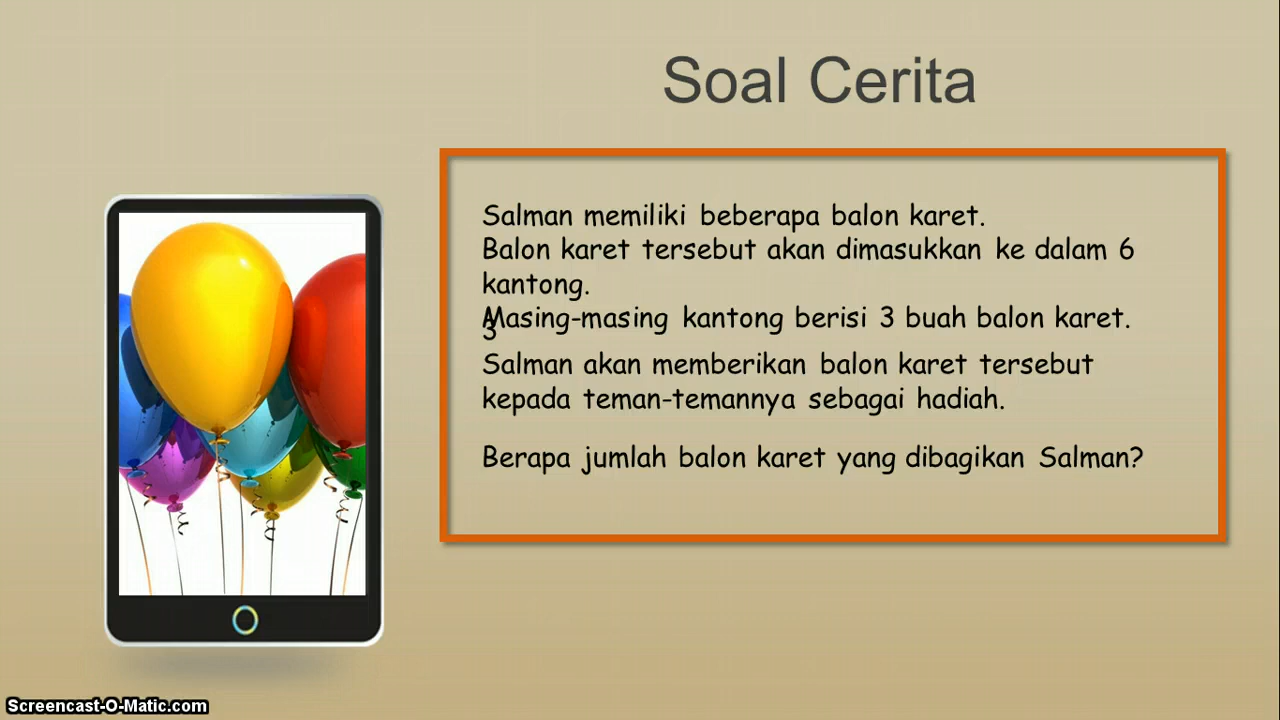 Soal Cerita
Salman memiliki beberapa balon karet.
Balon karet tersebut akan dimasukkan ke dalam 6
kantong.
Masing-masing kantong berisi 3 buah balon karet.
3
Salman akan memberikan balon karet tersebut
kepada teman-temannya sebagai hadiah.
Berapa jumlah balon karet yang dibagikan Salman?
Screencast-O-Matic.com